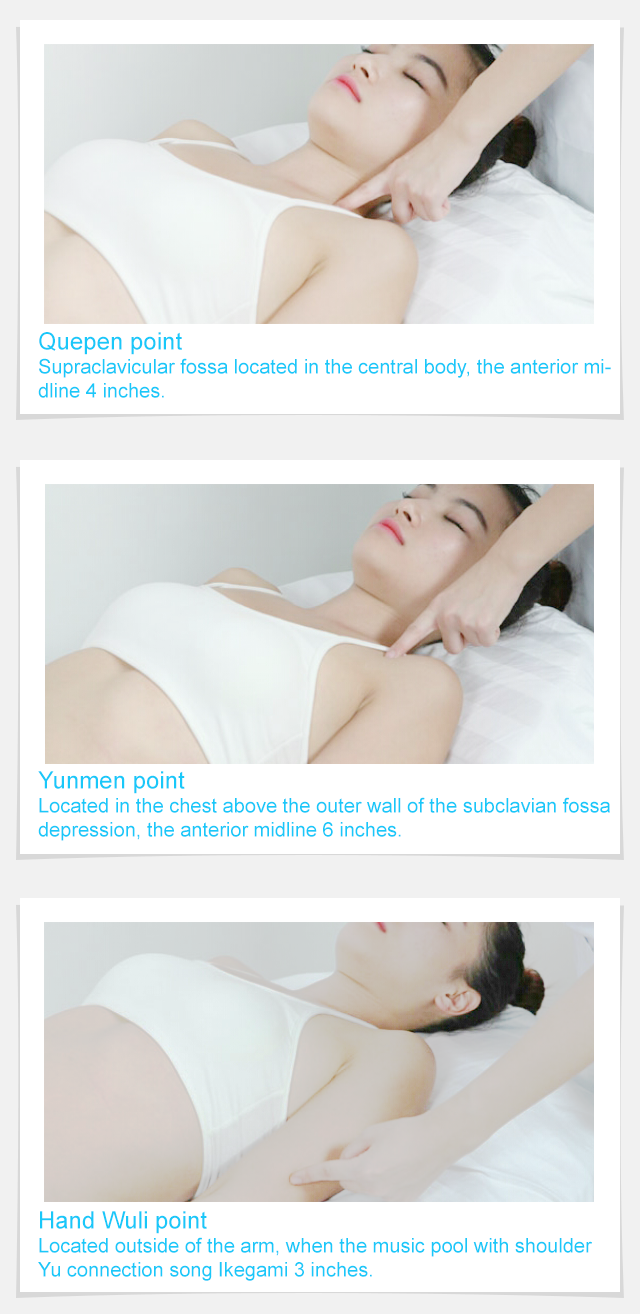 Quepen point
Supraclavicular fossa located in the central body, the anterior mi-
dline 4 inches.
Yunmen point
Located in the chest above the outer wall of the subclavian fossa
depression, the anterior midline 6 inches.
Hand Wuli point
Located outside of the arm, when the music pool with shoulder
Yu connection song Ikegami 3 inches.